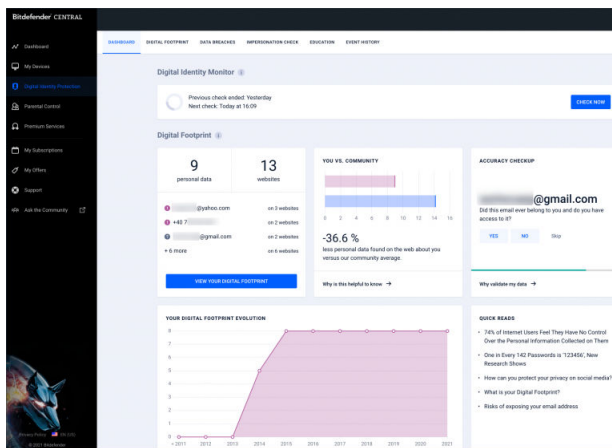 Bitdefender CENTRAL
Dashboard
My Devices
Digital Identity Protection
Parental Control
Premium Services
My Subscriptions
My Offers
Support
Ask the Community
Privacy Policy
© 2021 Bitdefender
DASHBOARD DIGITAL FOOTPRINT DATA BREACHES IMPERSONATION CHECK EDUCATION EVENT HISTORY
Digital Identity Monitor
Previous check ended: Yesterday
Next check: Today at 16:09
CHECK NOW
Digital Footprint
9
personal data
13
websites
@yahoo.com on 3 websites
+40 7 on 2 websites
@gmail.com on 2 websites
+ 6 more on 6 websites
VIEW YOUR DIGITAL FOOTPRINT
YOU VS. COMMUNITY
0 2 4 6 8 10 12 14 16
-36.6 %
less personal data found on the web about you
versus our community average.
Why is this helpful to know →
ACCURACY CHECKUP
@gmail.com
Did this email ever belong to you and do you have
access to it?
YES NO Skip
Why validate my data →
YOUR DIGITAL FOOTPRINT EVOLUTION
8
7
6
5
4
3
2
1
0
< 2011 2012 2013 2014 2015 2016 2017 2018 2019 2020 2021
QUICK READS
• 74% of Internet Users Feel They Have No Control
Over the Personal Information Collected on Them
• One in Every 142 Passwords is '123456', New
Research Shows
• How can you protect your privacy on social media?
• What is your Digital Footprint?
• Risks of exposing your email address